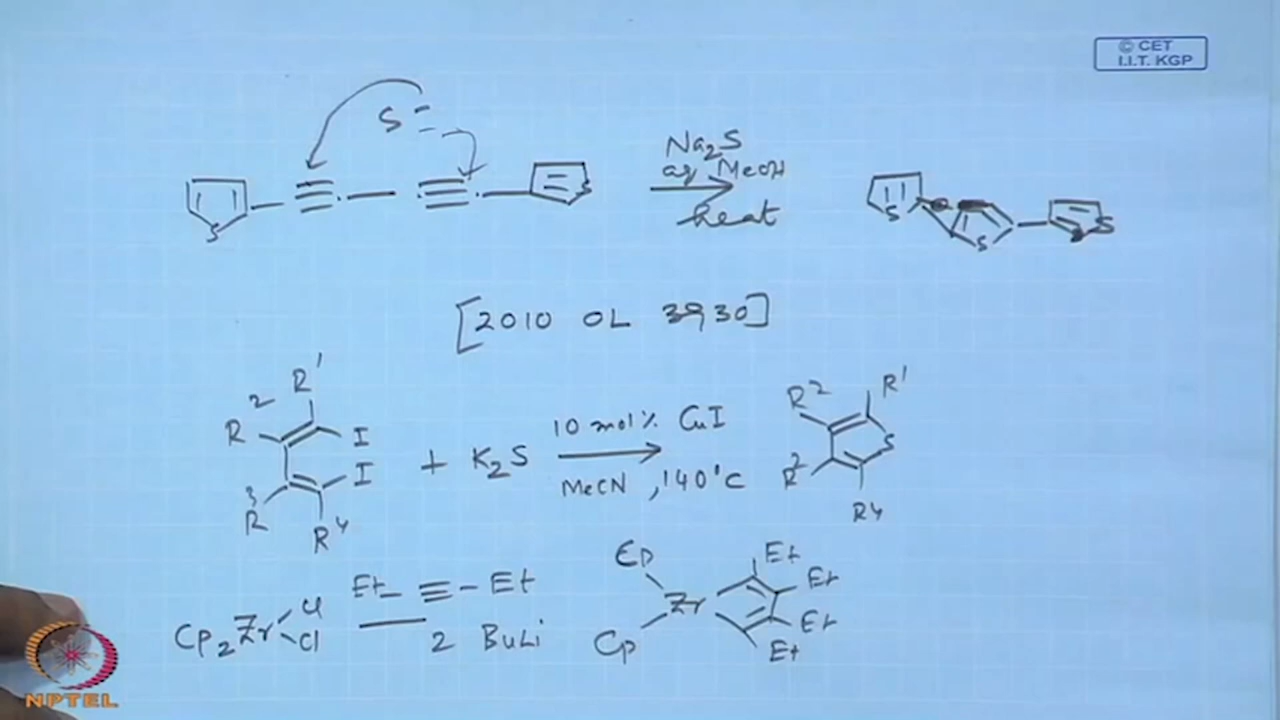 © CET
I.I.T. KGP
S
Na₂S
aq MeOH
heat
S S S S S
[2010 OL 3930]
R¹
R²
I
I
R³
R⁴
+ K₂S
10 mol% CuI
MeCN, 140°C
R²
R¹
S
R²
R⁴
Cp₂Zr Cl Cl
Et-≡-Et
2 BuLi
Cp
Cp
Zr
Et
Et
Et
Et
NPTEL